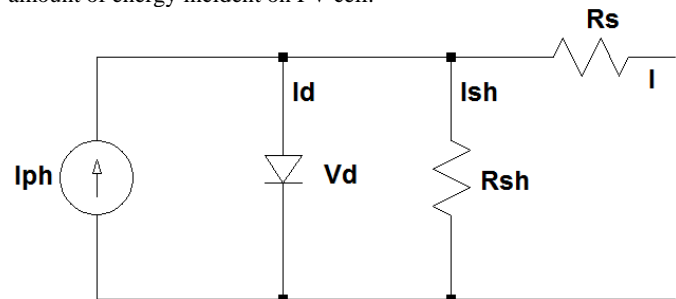 amount of energy incident on PV cell.
Rs
Id
Ish
I
Iph
Vd
Rsh